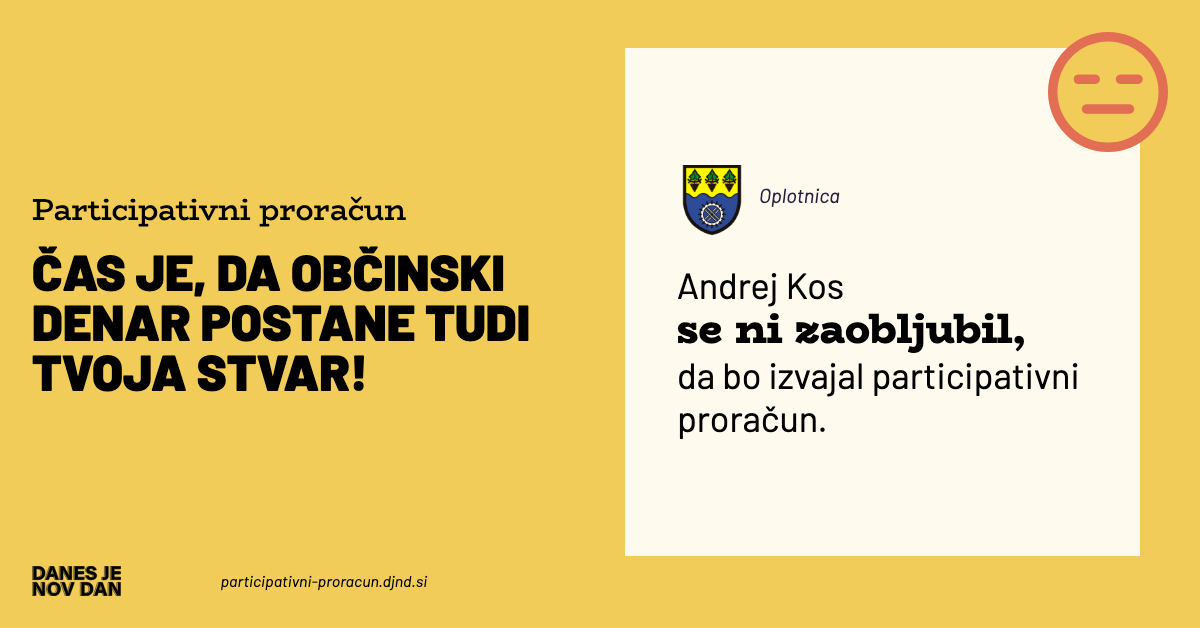 Participativni proračun
ČAS JE, DA OBČINSKI
DENAR POSTANE TUDI
TVOJA STVAR!
DANES JE
NOV DAN
participativni-proracun.djnd.si
Oplotnica
Andrej Kos
se ni zaobljubil,
da bo izvajal participativni
proračun.